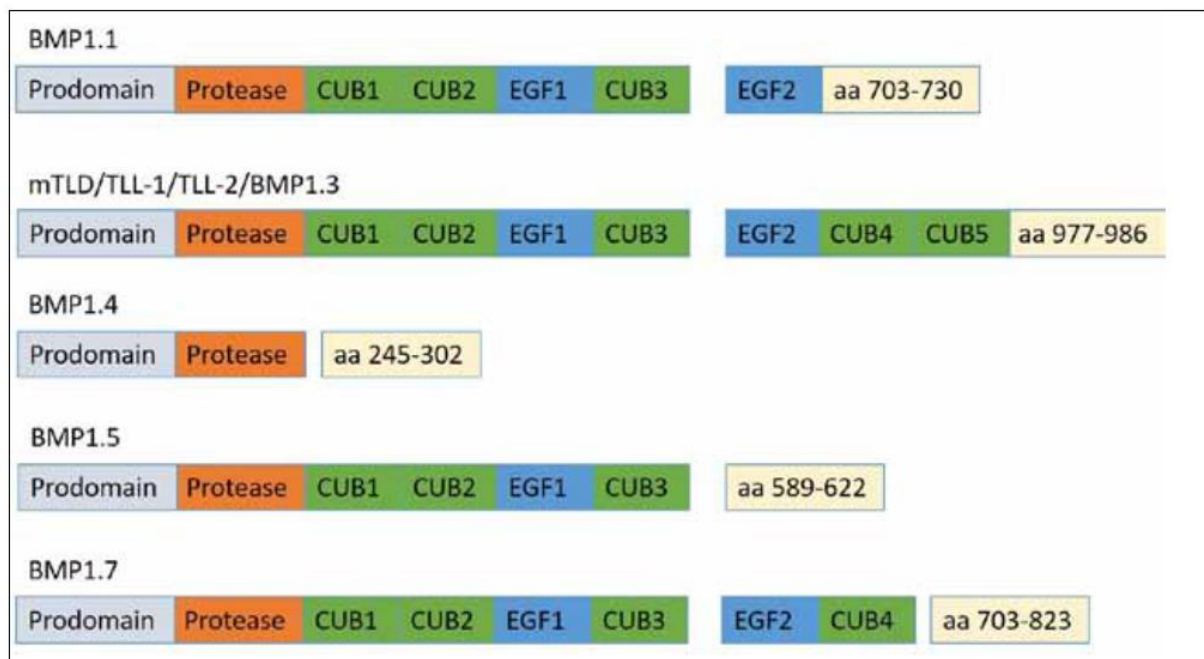 BMP1.1
Prodomain Protease CUB1 CUB2 EGF1 CUB3 EGF2 aa 703-730
mTLD/TLL-1/TLL-2/BMP1.3
Prodomain Protease CUB1 CUB2 EGF1 CUB3 EGF2 CUB4 CUB5 aa 977-986
BMP1.4
Prodomain Protease aa 245-302
BMP1.5
Prodomain Protease CUB1 CUB2 EGF1 CUB3 aa 589-622
BMP1.7
Prodomain Protease CUB1 CUB2 EGF1 CUB3 EGF2 CUB4 aa 703-823